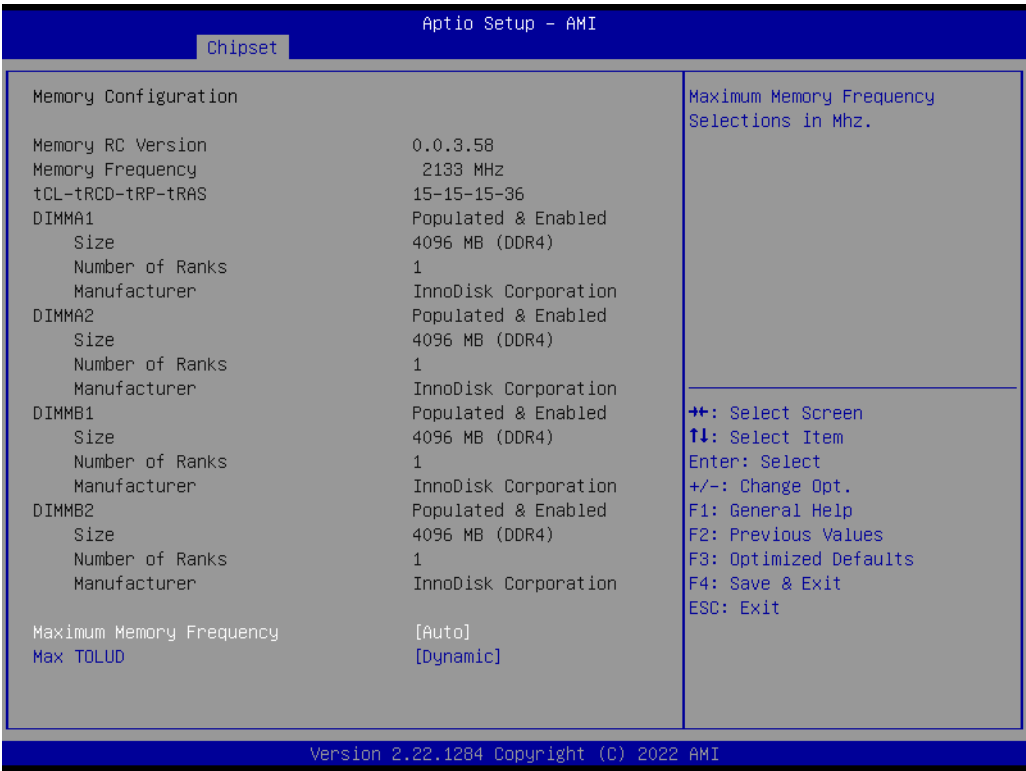 Aptio Setup - AMI
Chipset
Memory Configuration
Memory RC Version 0.0.3.58
Memory Frequency 2133 MHz
tCL-tRCD-tRP-tRAS 15-15-15-36
DIMMA1 Populated & Enabled
Size 4096 MB (DDR4)
Number of Ranks 1
Manufacturer InnoDisk Corporation
DIMMA2 Populated & Enabled
Size 4096 MB (DDR4)
Number of Ranks 1
Manufacturer InnoDisk Corporation
DIMMB1 Populated & Enabled
Size 4096 MB (DDR4)
Number of Ranks 1
Manufacturer InnoDisk Corporation
DIMMB2 Populated & Enabled
Size 4096 MB (DDR4)
Number of Ranks 1
Manufacturer InnoDisk Corporation
Maximum Memory Frequency [Auto]
Max TOLUD [Dynamic]
Maximum Memory Frequency
Selections in Mhz.
→←: Select Screen
↑↓: Select Item
Enter: Select
+/-: Change Opt.
F1: General Help
F2: Previous Values
F3: Optimized Defaults
F4: Save & Exit
ESC: Exit
Version 2.22.1284 Copyright (C) 2022 AMI